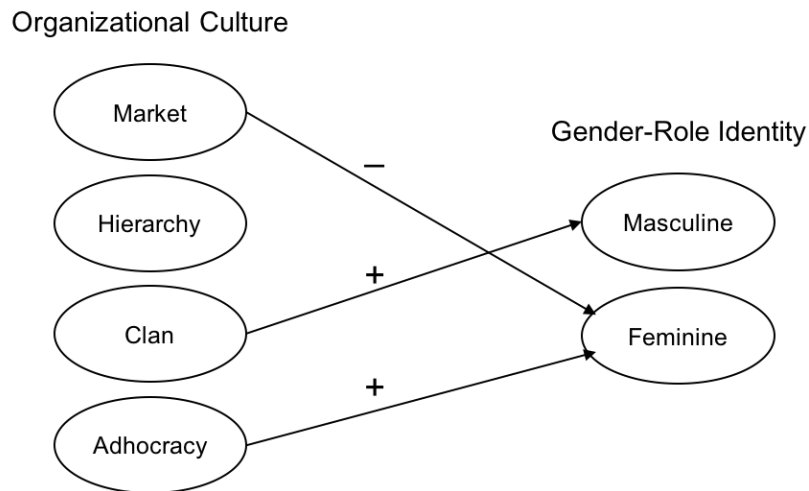 Organizational Culture
Market
Hierarchy
Clan
Adhocracy
–
+
+
Gender-Role Identity
Masculine
Feminine